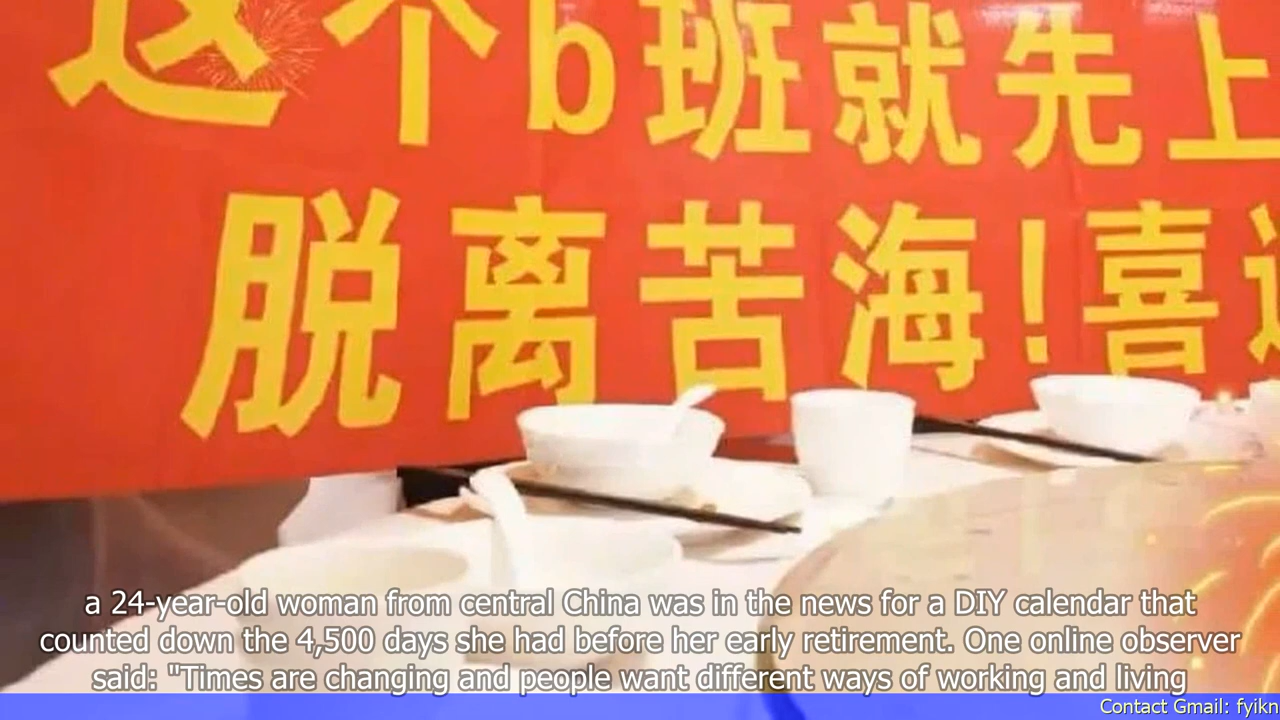 这个b班就先上
脱离苦海!喜
a 24-year-old woman from central China was in the news for a DIY calendar that
counted down the 4,500 days she had before her early retirement. One online observer
said: "Times are changing and people want different ways of working and living
Contact Gmail: fyikn